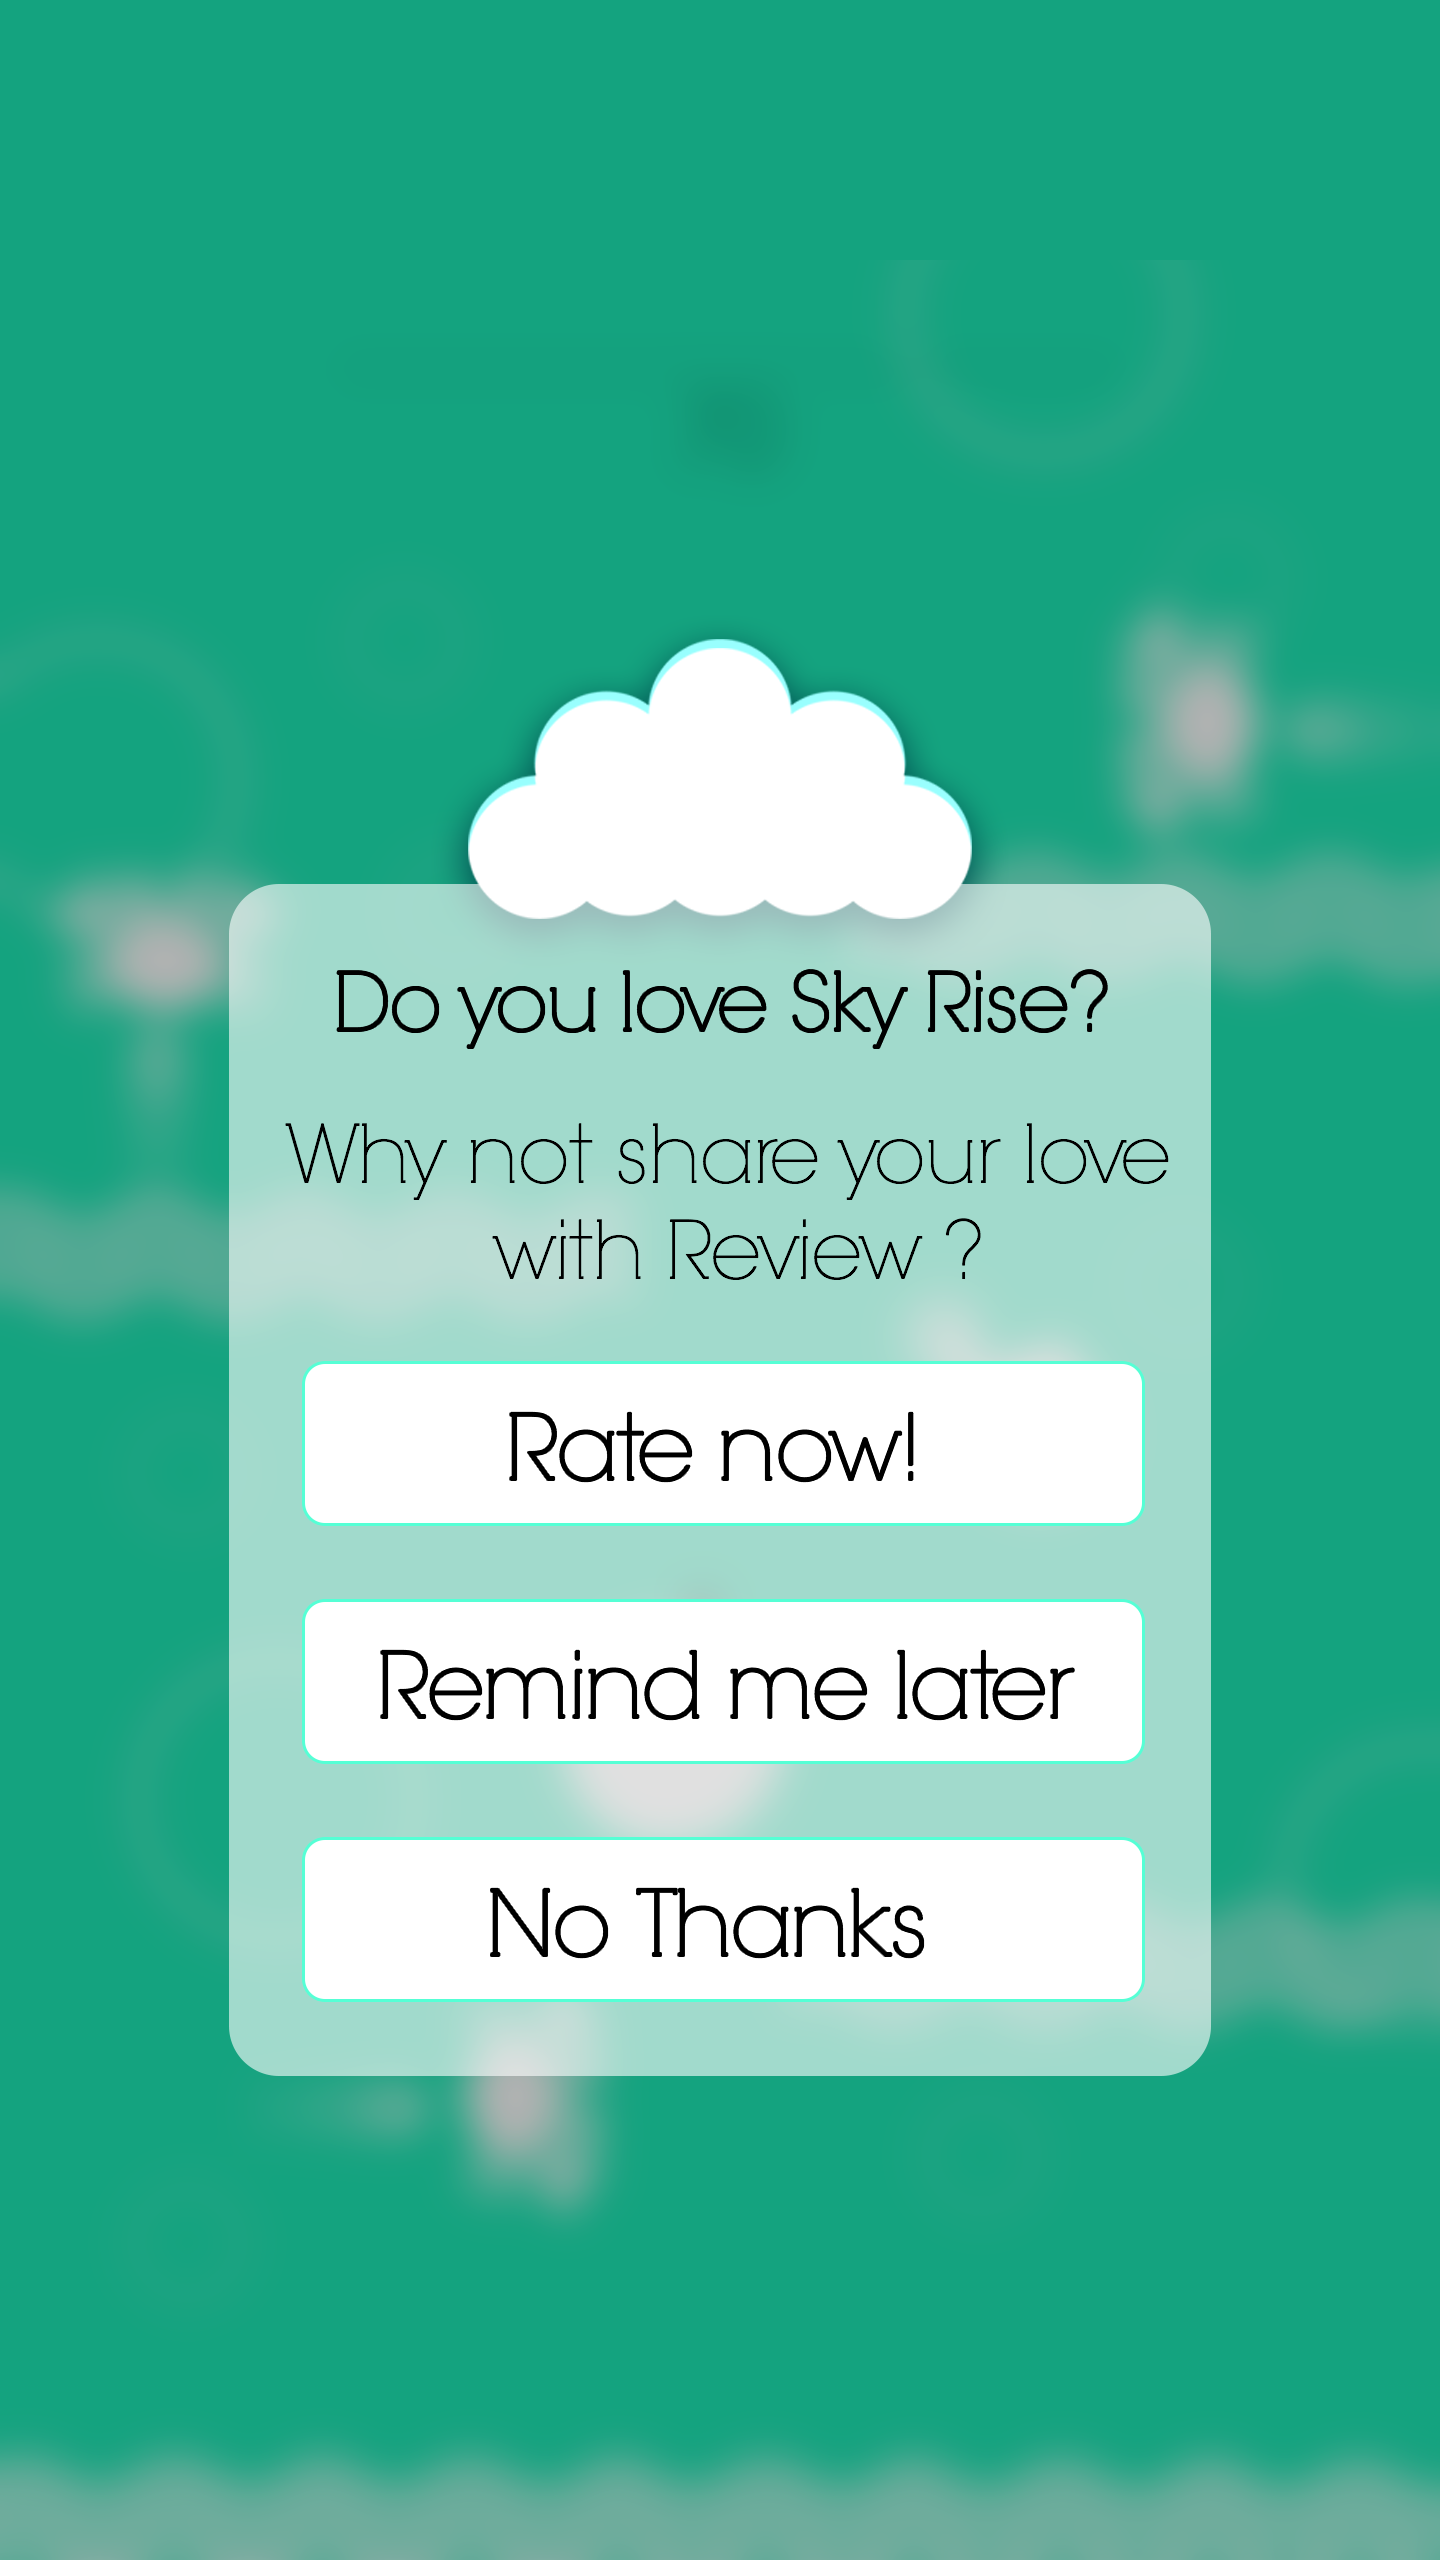 Do you love Sky Rise?
Why not share your love
with Review ?
Rate now!
Remind me later
No Thanks